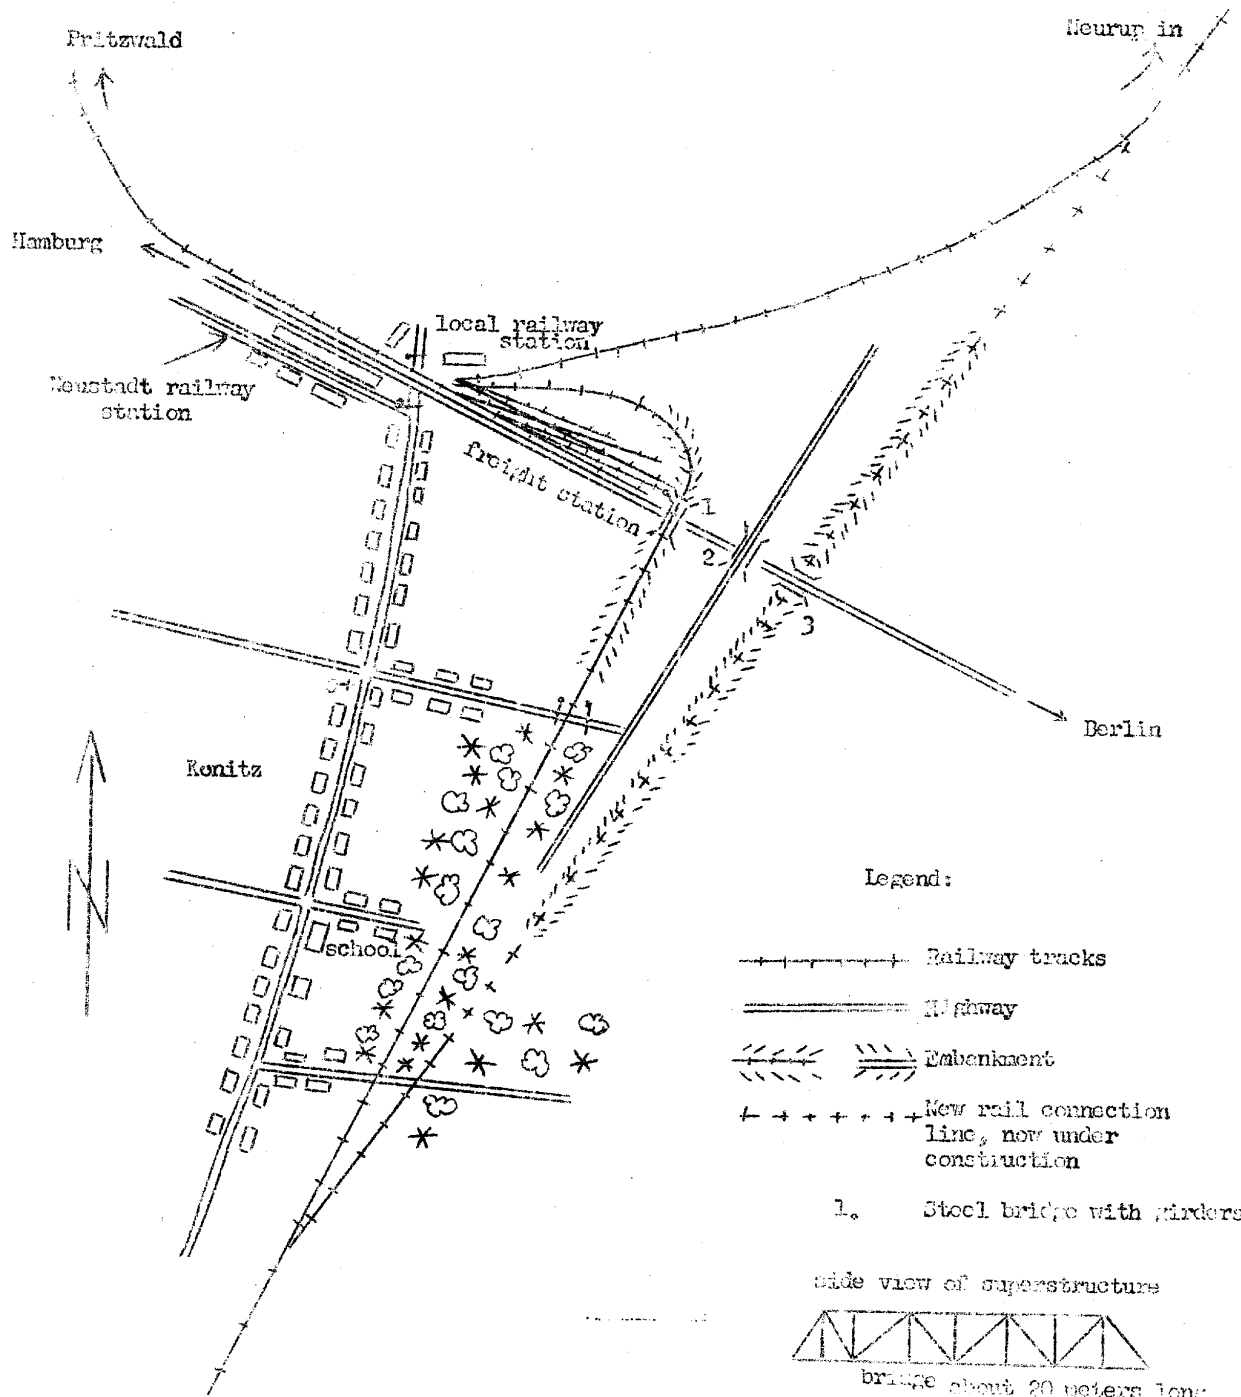 Pritzwald
Neurup in
Hamburg
local railway
station
Neustadt railway
station
freight station
1
2
3
Berlin
Konitz
N
school
Legend:
Railway tracks
Highway
Embankment
New rail connection
line, now under
construction
1. Steel bridge with girders
side view of superstructure
bridge about 20 meters long